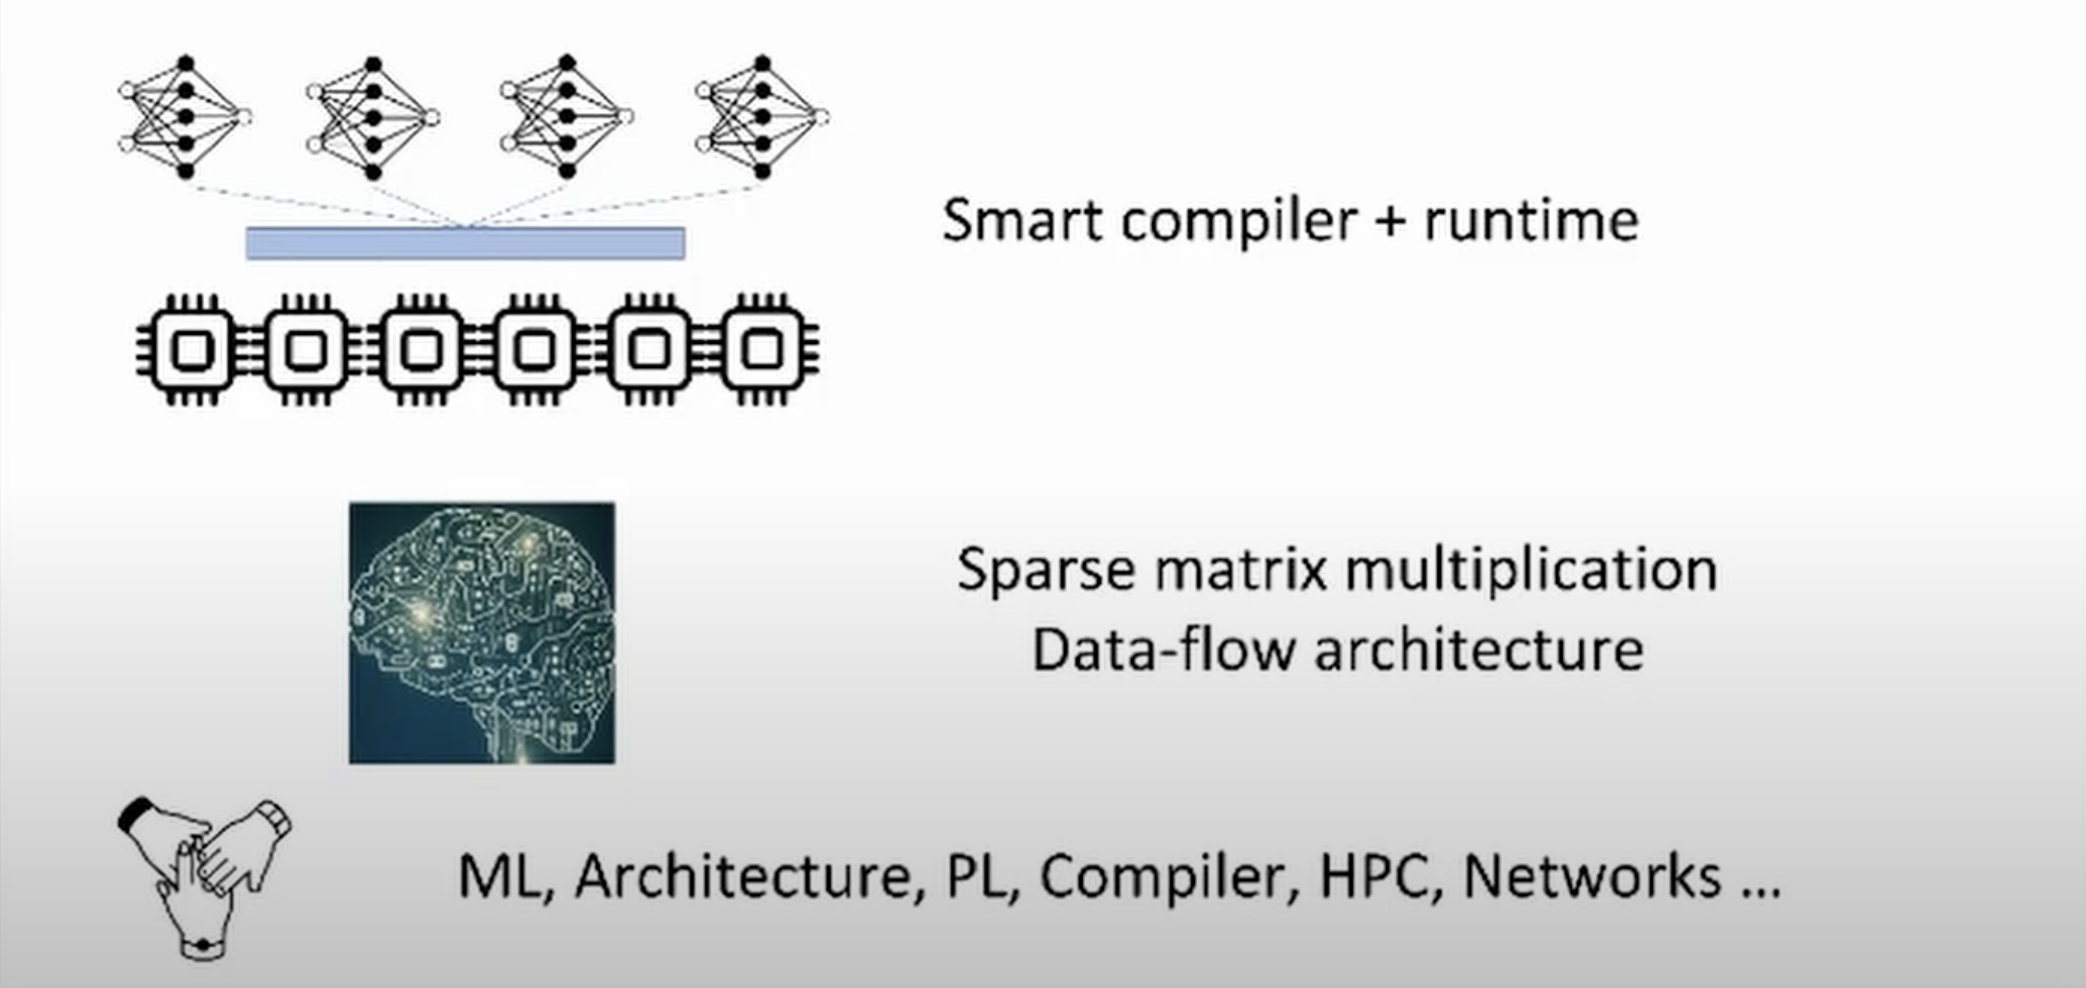 Smart compiler + runtime
Sparse matrix multiplication
Data-flow architecture
ML, Architecture, PL, Compiler, HPC, Networks ...